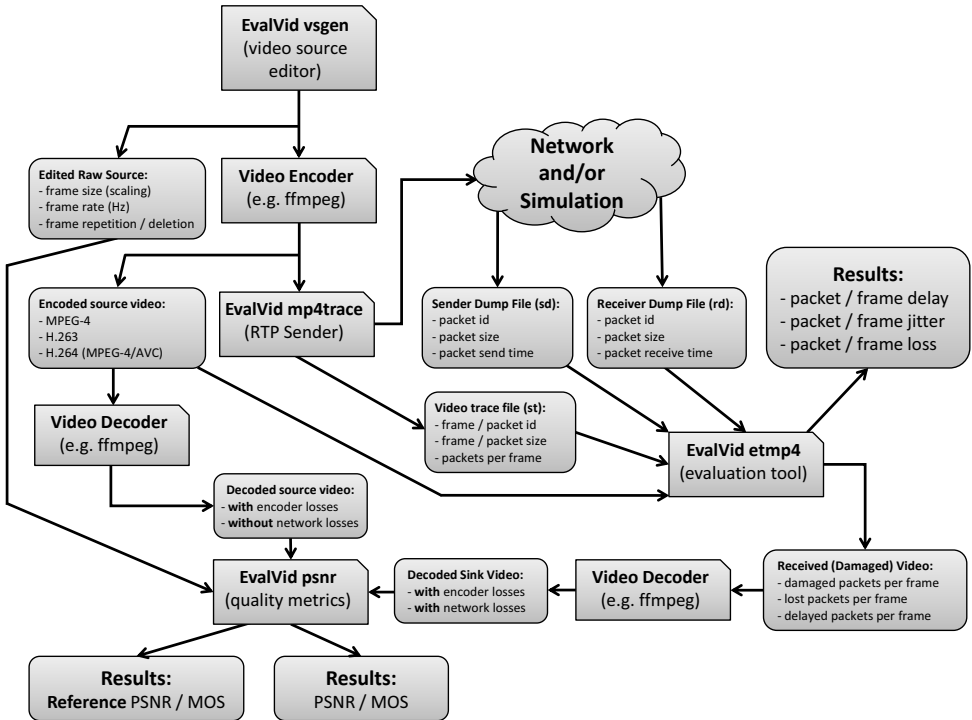 EvalVid vsgen
(video source
editor)
Edited Raw Source:
- frame size (scaling)
- frame rate (Hz)
- frame repetition / deletion
Video Encoder
(e.g. ffmpeg)
Network
and/or
Simulation
Encoded source video:
- MPEG-4
- H.263
- H.264 (MPEG-4/AVC)
EvalVid mp4trace
(RTP Sender)
Sender Dump File (sd):
- packet id
- packet size
- packet send time
Receiver Dump File (rd):
- packet id
- packet size
- packet receive time
Results:
- packet / frame delay
- packet / frame jitter
- packet / frame loss
Video Decoder
(e.g. ffmpeg)
Video trace file (st):
- frame / packet id
- frame / packet size
- packets per frame
EvalVid etmp4
(evaluation tool)
Decoded source video:
- with encoder losses
- without network losses
EvalVid psnr
(quality metrics)
Decoded Sink Video:
- with encoder losses
- with network losses
Video Decoder
(e.g. ffmpeg)
Received (Damaged) Video:
- damaged packets per frame
- lost packets per frame
- delayed packets per frame
Results:
Reference PSNR / MOS
Results:
PSNR / MOS